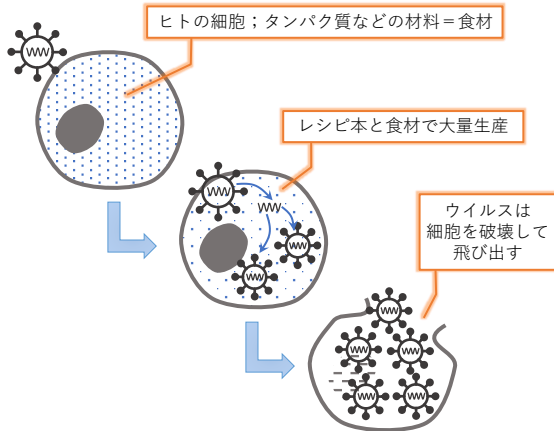 ヒトの細胞；タンパク質などの材料＝食材
レシピ本と食材で大量生産
ウイルスは
細胞を破壊して
飛び出す